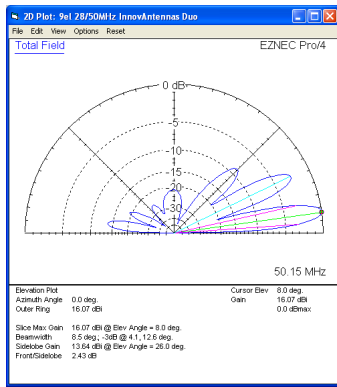 2D Plot: 9el 28/50MHz InnovAntennas Duo
File Edit View Options Reset
Total Field
EZNEC Pro/4
0 dB
-5
-10
-15
-20
-30
50.15 MHz
Elevation Plot
Azimuth Angle 0.0 deg.
Outer Ring 16.07 dBi
Cursor Elev 8.0 deg.
Gain 16.07 dBi
0.0 dBmax
Slice Max Gain 16.07 dBi @ Elev Angle = 8.0 deg.
Beamwidth 8.5 deg.; -3dB @ 4.1, 12.6 deg.
Sidelobe Gain 13.64 dBi @ Elev Angle = 26.0 deg.
Front/Sidelobe 2.43 dB